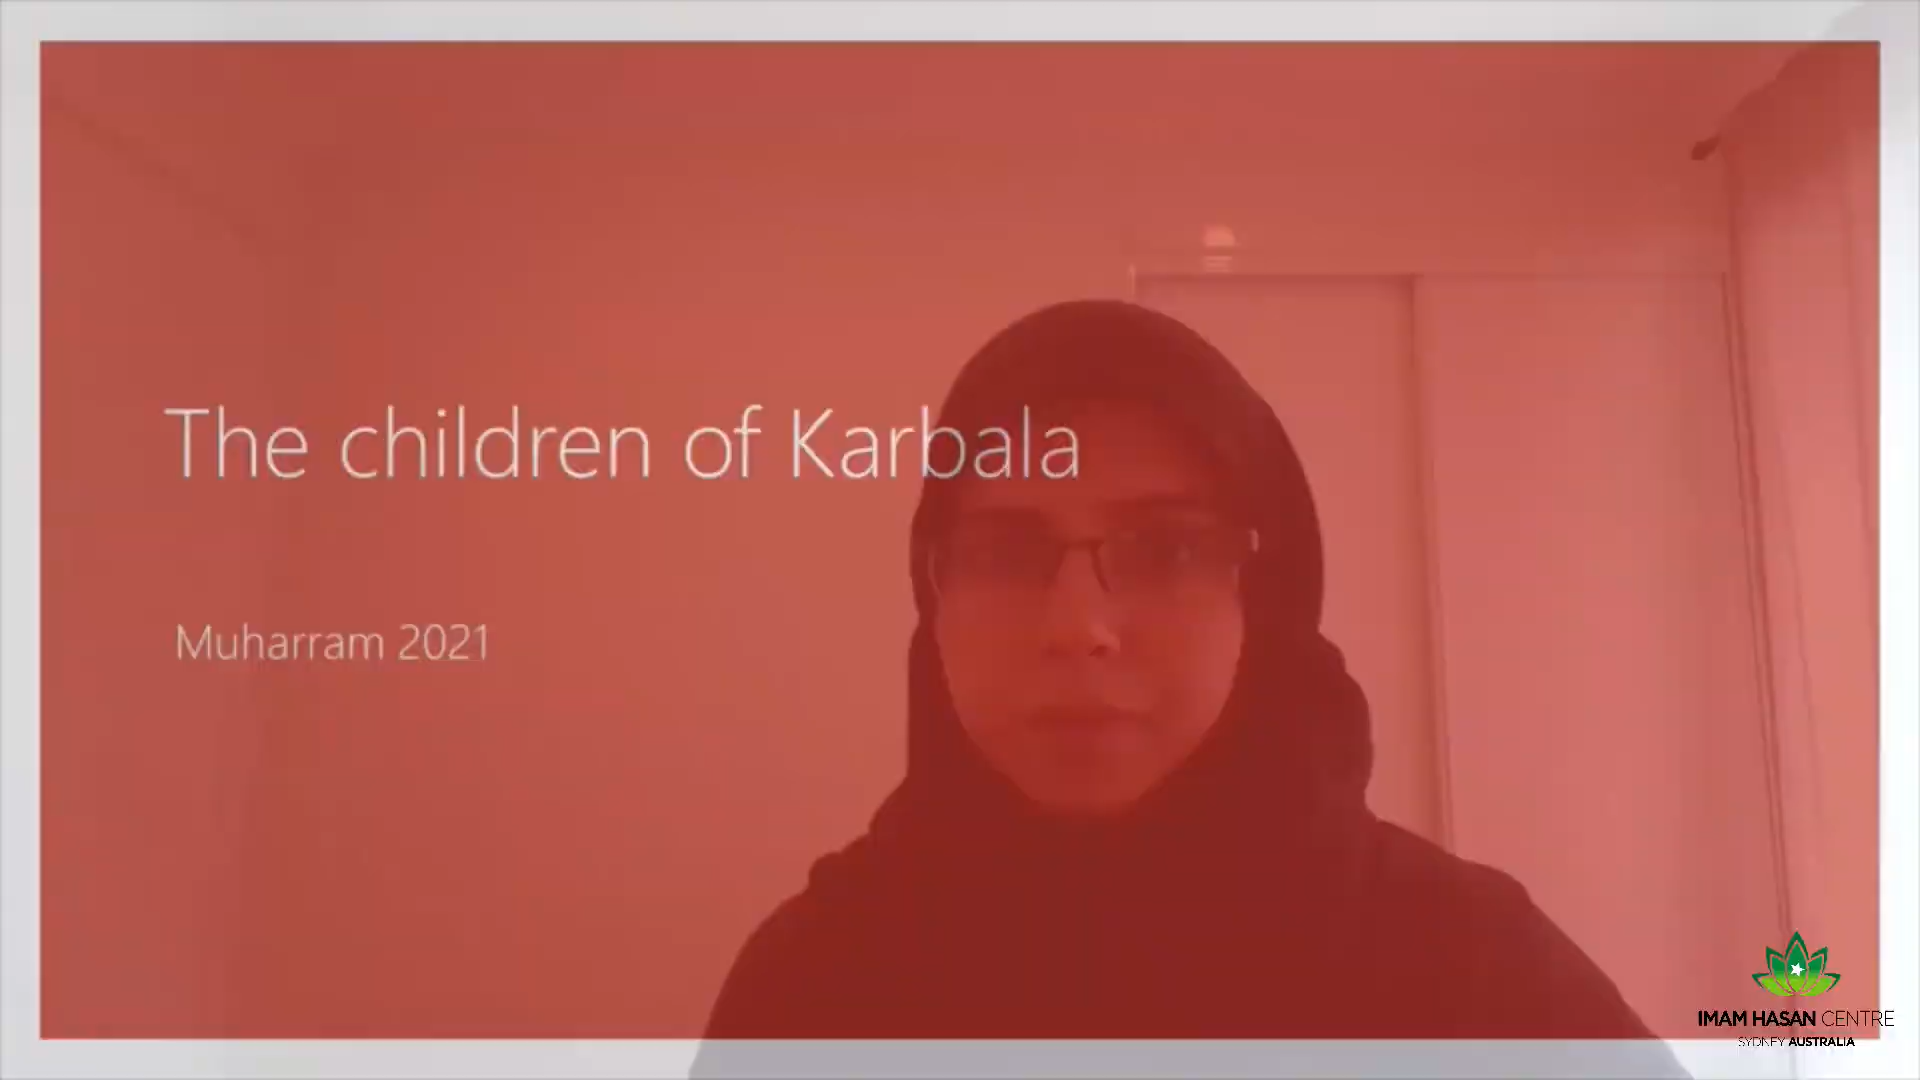 The children of Karbala
Muharram 2021
IMAM HASAN CENTRE
SYDNEY AUSTRALIA